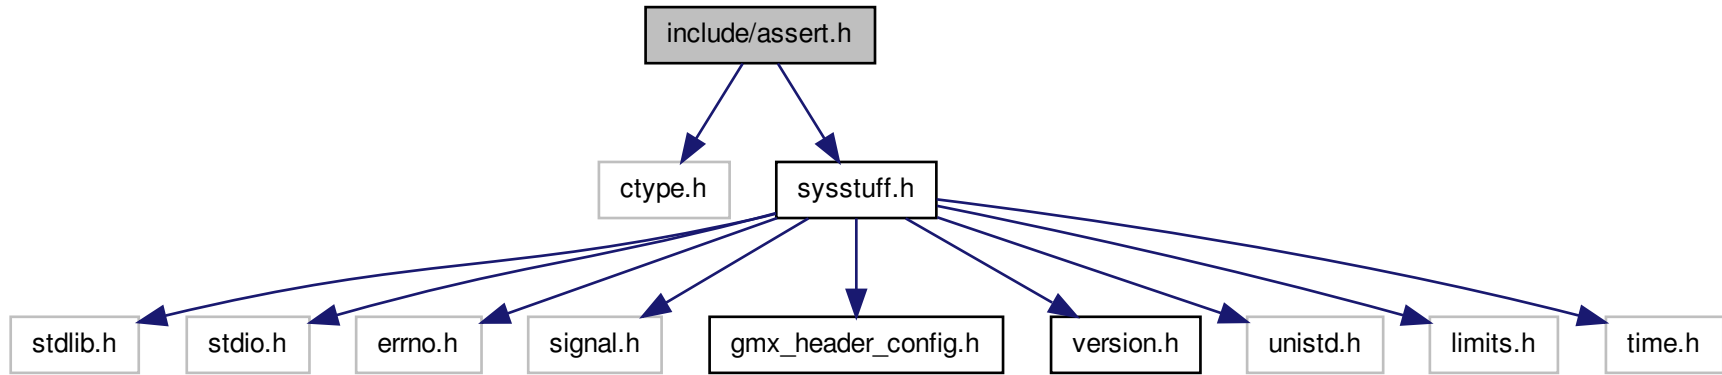 include/assert.h
ctype.h
sysstuff.h
stdlib.h
stdio.h
errno.h
signal.h
gmx_header_config.h
version.h
unistd.h
limits.h
time.h